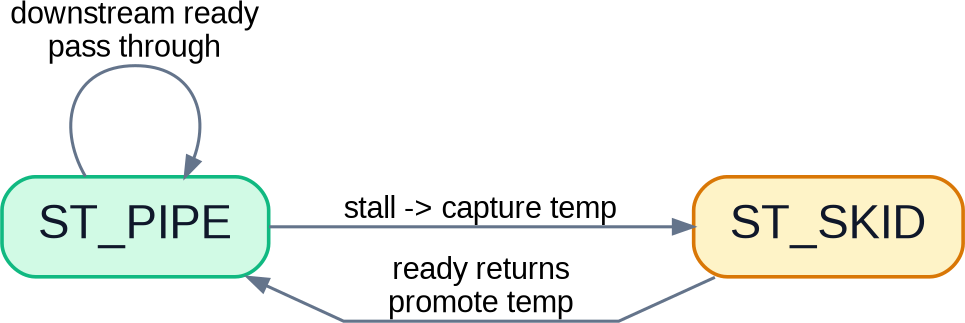 downstream ready
pass through
ST_PIPE
stall -> capture temp
ST_SKID
ready returns
promote temp